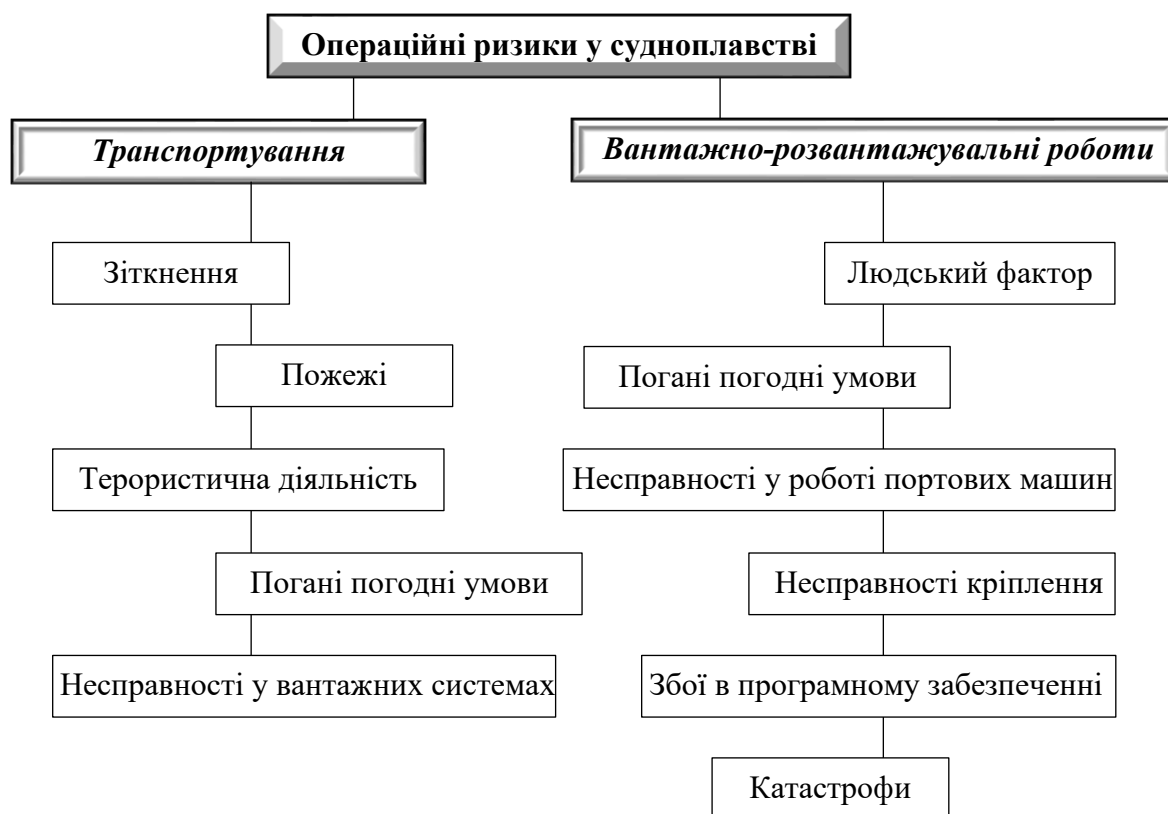 Операційні ризики у судноплавстві
Транспортування
Зіткнення
Пожежі
Терористична діяльність
Погані погодні умови
Несправності у вантажних системах
Вантажно-розвантажувальні роботи
Людський фактор
Погані погодні умови
Несправності у роботі портових машин
Несправності кріплення
Збої в програмному забезпеченні
Катастрофи